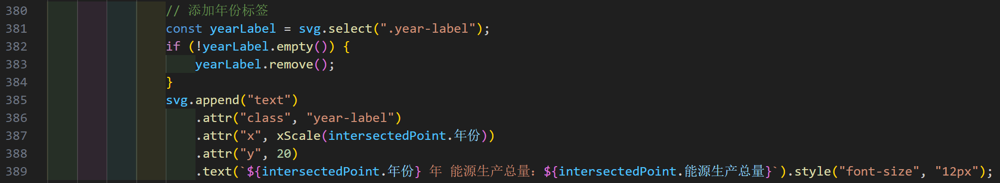 380 // 添加年份标签
381 const yearLabel = svg.select(".year-label");
382 if (!yearLabel.empty()) {
383 yearLabel.remove();
384 }
385 svg.append("text")
386 .attr("class", "year-label")
387 .attr("x", xScale(intersectedPoint.年份))
388 .attr("y", 20)
389 .text(`${intersectedPoint.年份} 年 能源生产总量：${intersectedPoint.能源生产总量}`).style("font-size", "12px");